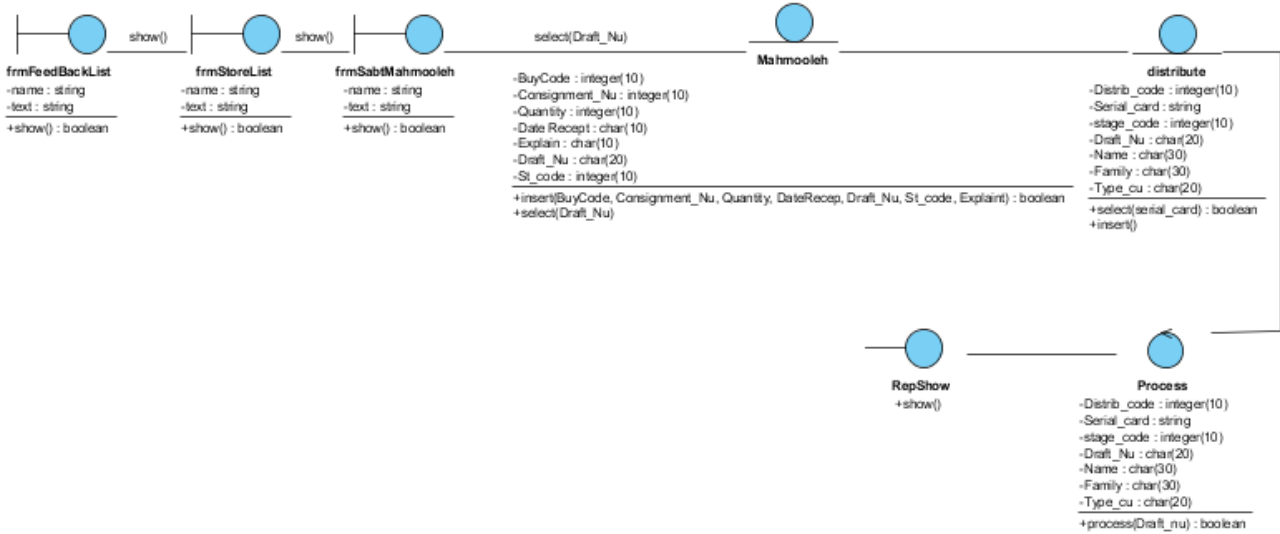 show()
show()
select(Draft_Nu)
frmFeedBackList
-name : string
-text : string
+show() : boolean
frmStoreList
-name : string
-text : string
+show() : boolean
frmSabtMahmooleh
-name : string
-text : string
+show() : boolean
Mahmooleh
-BuyCode : integer(10)
-Consignment_Nu : integer(10)
-Quantity : integer(10)
-Date Recept : char(10)
-Explain : char(10)
-Draft_Nu : char(20)
-St_code : integer(10)
+insert(BuyCode, Consignment_Nu, Quantity, DateRecep, Draft_Nu, St_code, Explaint) : boolean
+select(Draft_Nu)
distribute
-Distrib_code : integer(10)
-Serial_card : string
-stage_code : integer(10)
-Draft_Nu : char(20)
-Name : char(30)
-Family : char(30)
-Type_cu : char(20)
+select(serial_card) : boolean
+insert()
RepShow
+show()
Process
-Distrib_code : integer(10)
-Serial_card : string
-stage_code : integer(10)
-Draft_Nu : char(20)
-Name : char(30)
-Family : char(30)
-Type_cu : char(20)
+process(Draft_nu) : boolean